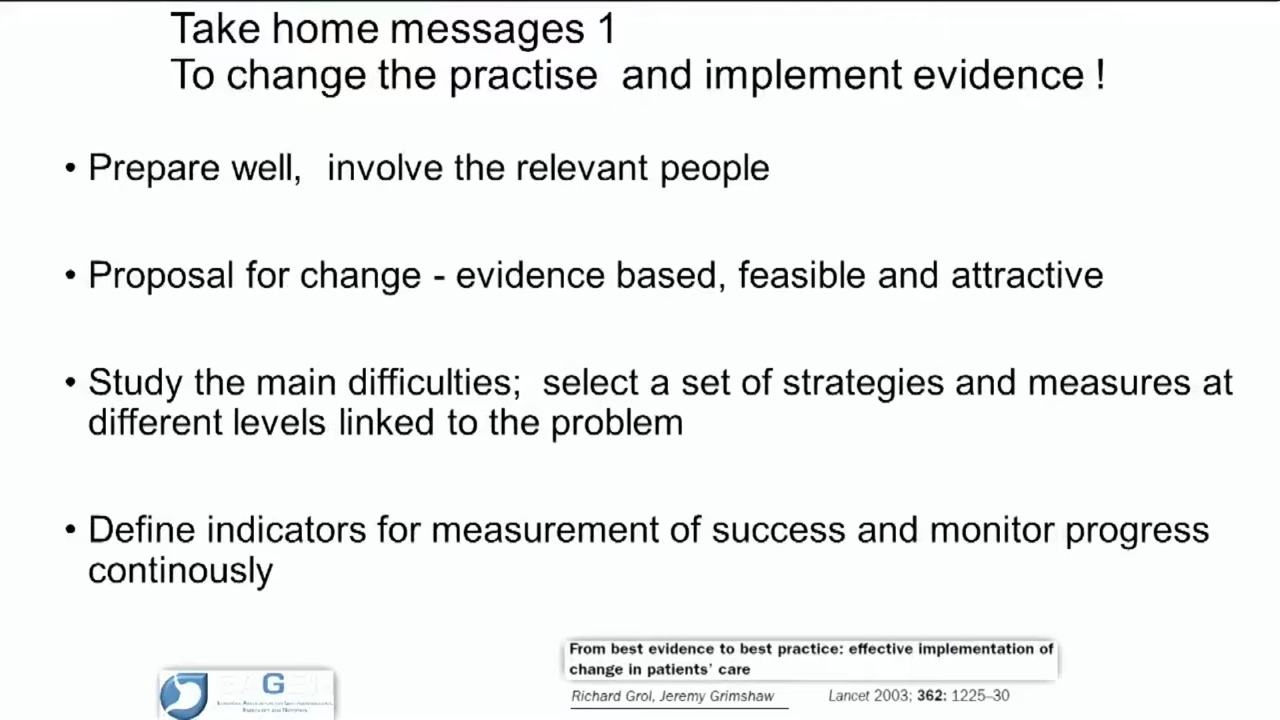 Take home messages 1
To change the practise and implement evidence !
• Prepare well, involve the relevant people
• Proposal for change - evidence based, feasible and attractive
• Study the main difficulties; select a set of strategies and measures at
different levels linked to the problem
• Define indicators for measurement of success and monitor progress
continously
From best evidence to best practice: effective implementation of
change in patients' care
Richard Grol, Jeremy Grimshaw Lancet 2003; 362: 1225–30